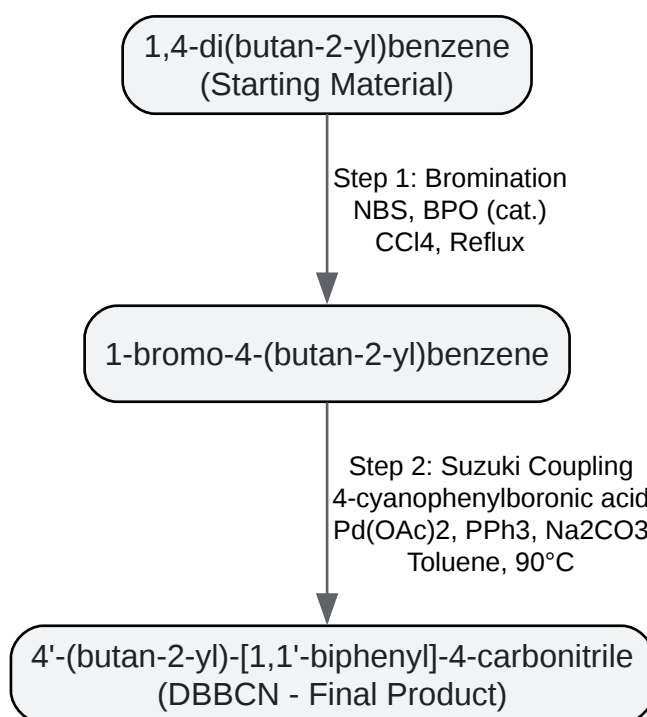 1,4-di(butan-2-yl)benzene
(Starting Material)
Step 1: Bromination
NBS, BPO (cat.)
CCl4, Reflux
1-bromo-4-(butan-2-yl)benzene
Step 2: Suzuki Coupling
4-cyanophenylboronic acid
Pd(OAc)2, PPh3, Na2CO3
Toluene, 90°C
4'-(butan-2-yl)-[1,1'-biphenyl]-4-carbonitrile
(DBBCN - Final Product)